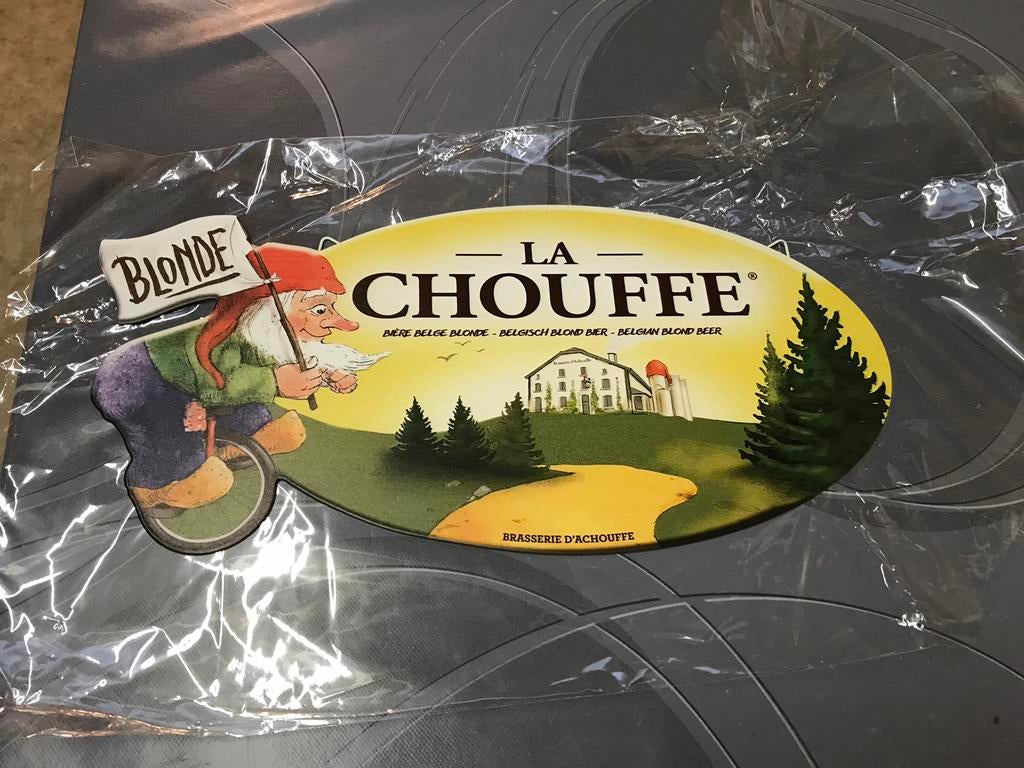 BLONDE
LA
CHOUFFE®
BIÈRE BELGE BLONDE - BELGISCH BLOND BIER - BELGIAN BLOND BEER
BRASSERIE D'ACHOUFFE